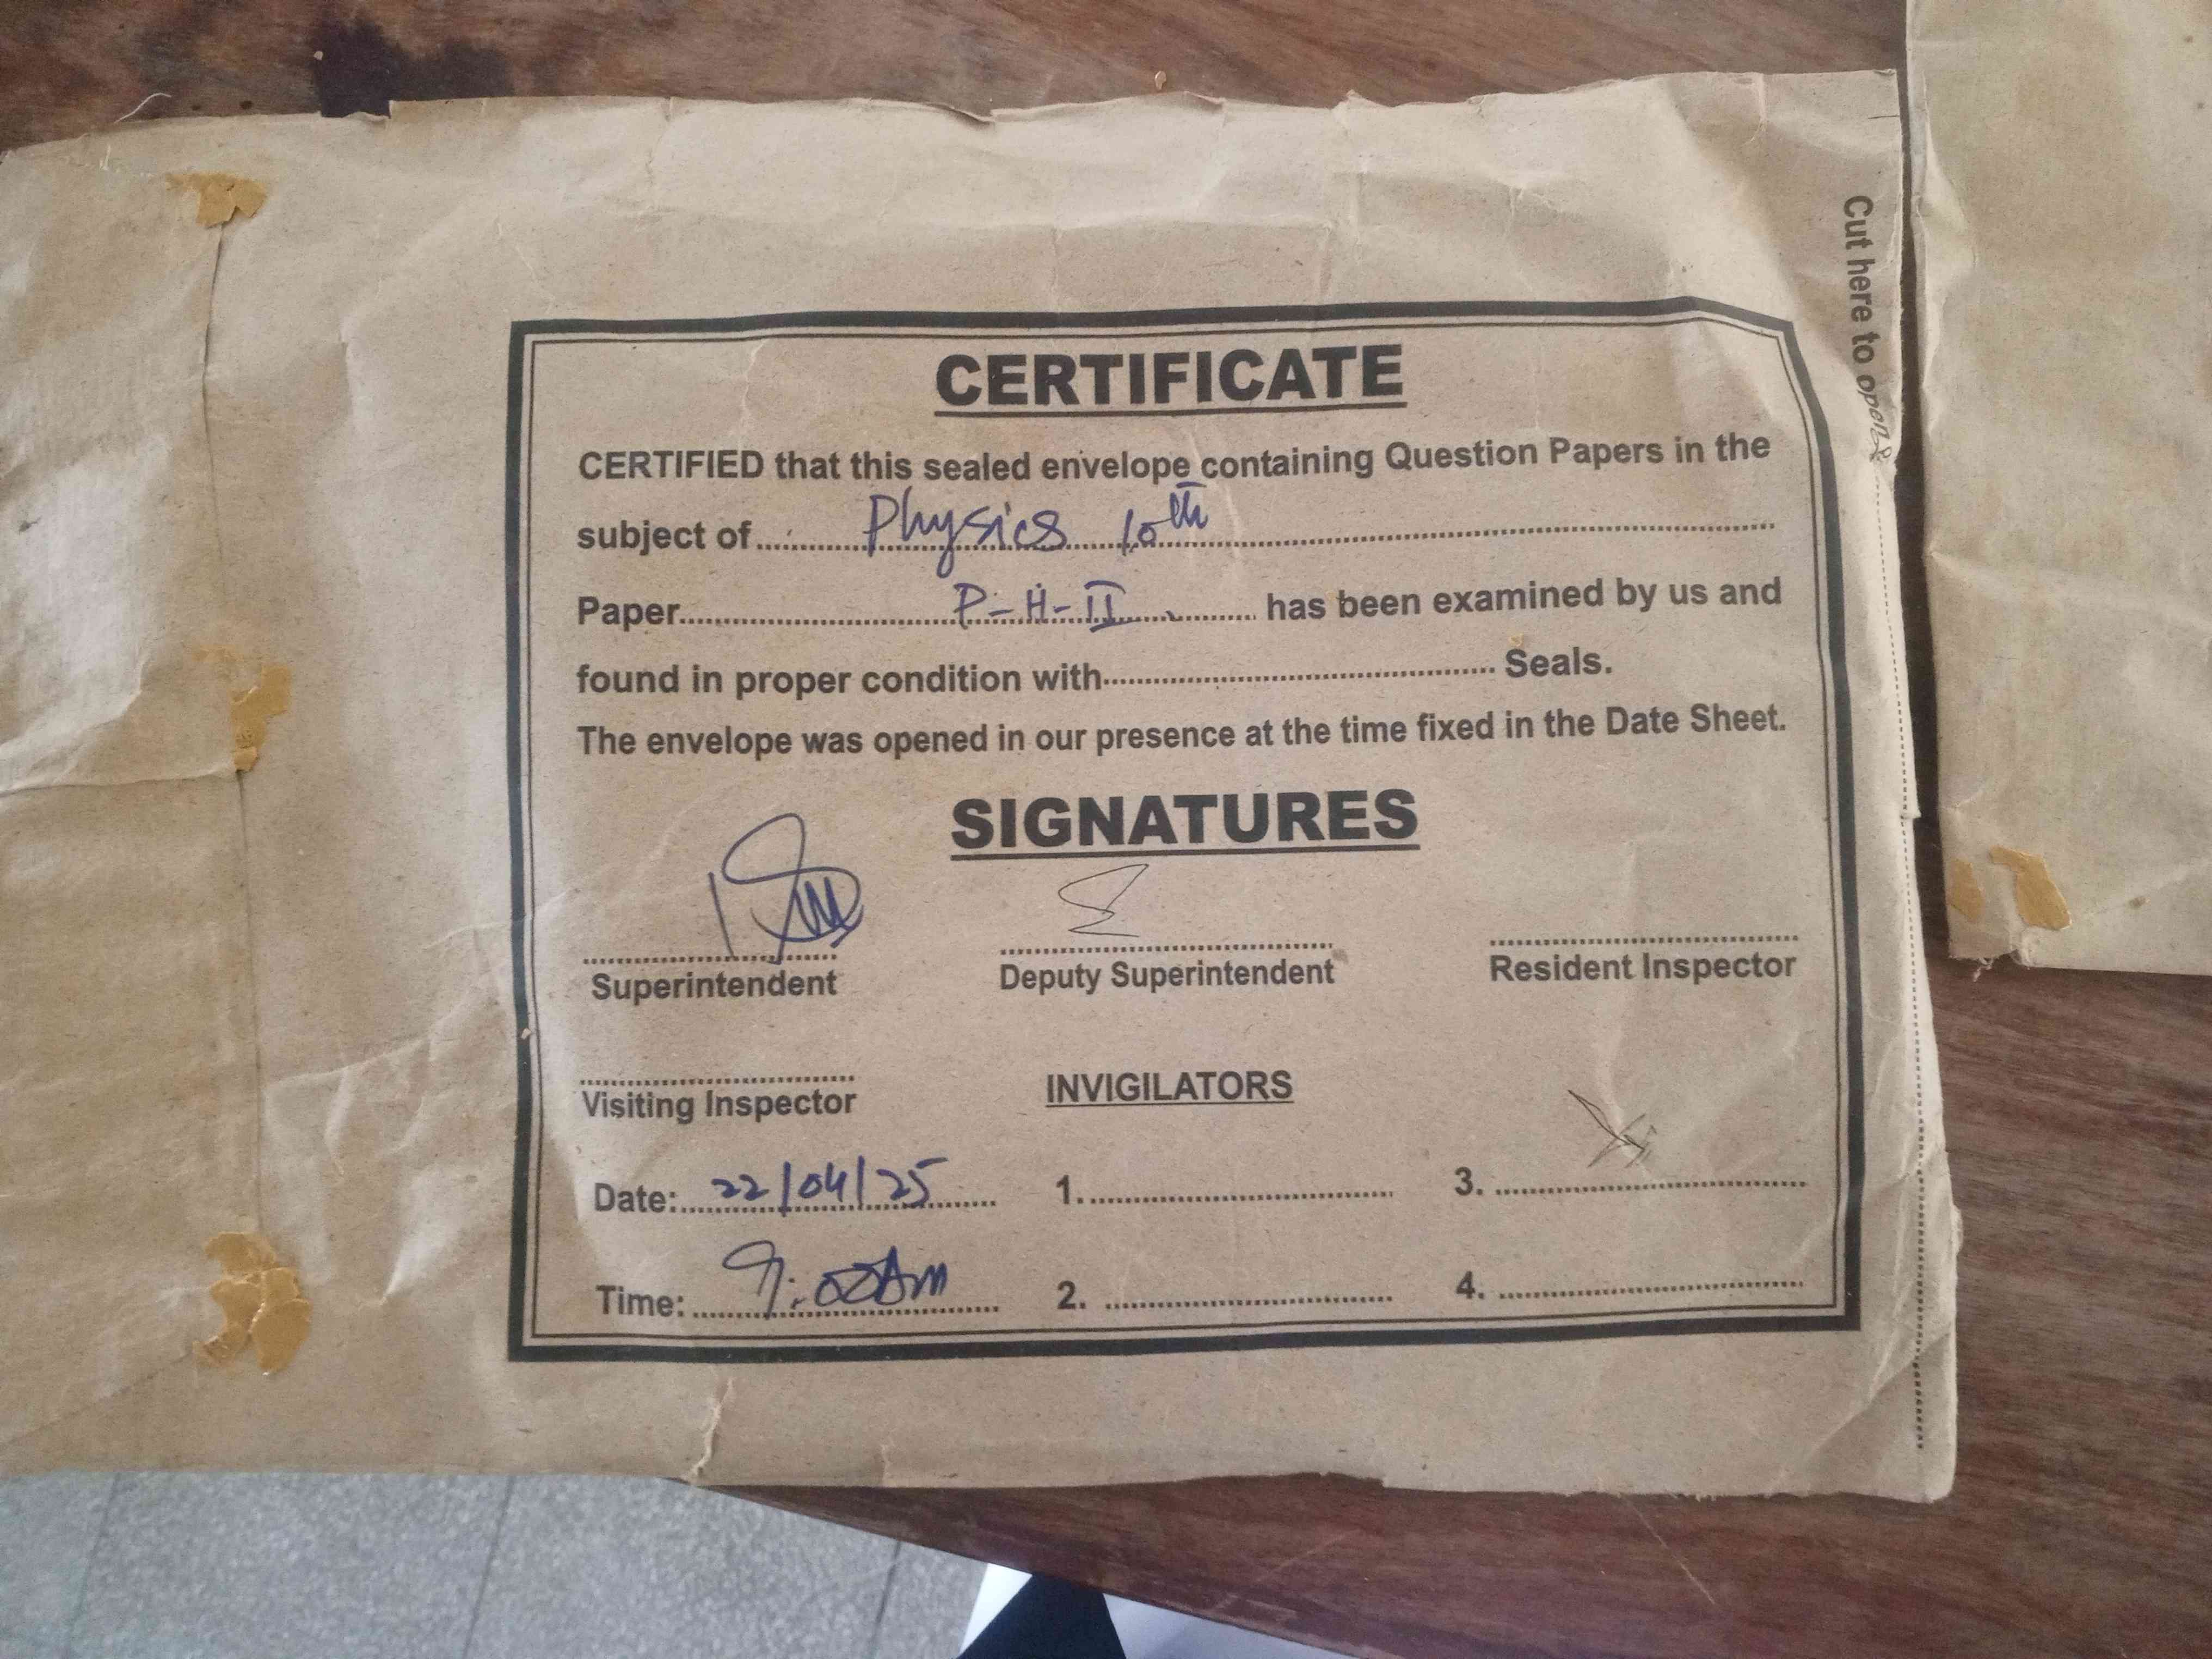 Cut here to open
CERTIFICATE
CERTIFIED that this sealed envelope containing Question Papers in the
subject of Physics 10th
Paper P-H-II has been examined by us and
found in proper condition with Seals.
The envelope was opened in our presence at the time fixed in the Date Sheet.
SIGNATURES
Superintendent Deputy Superintendent Resident Inspector
Visiting Inspector INVIGILATORS
Date: 22/04/25 1. 3.
Time: 9:00Am 2. 4.